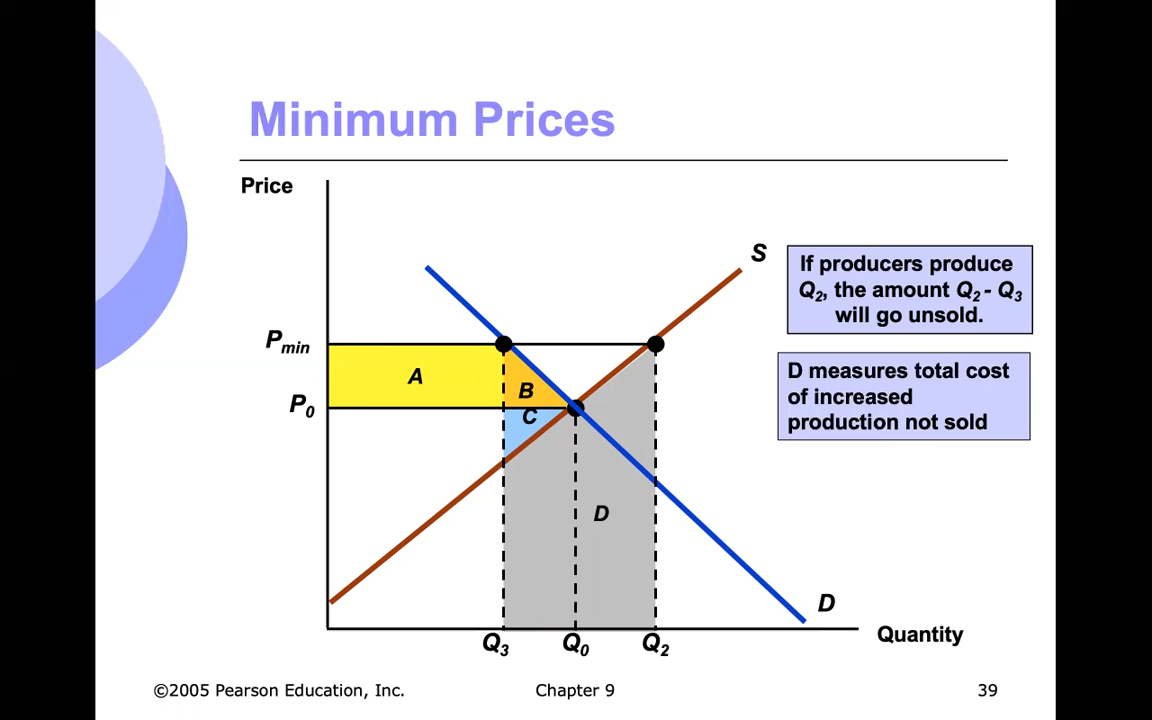 Minimum Prices
Price
S
If producers produce
Q2, the amount Q2 - Q3
will go unsold.
Pmin
A
B
D measures total cost
of increased
production not sold
P0
C
D
D
Quantity
Q3
Q0
Q2
©2005 Pearson Education, Inc.
Chapter 9
39